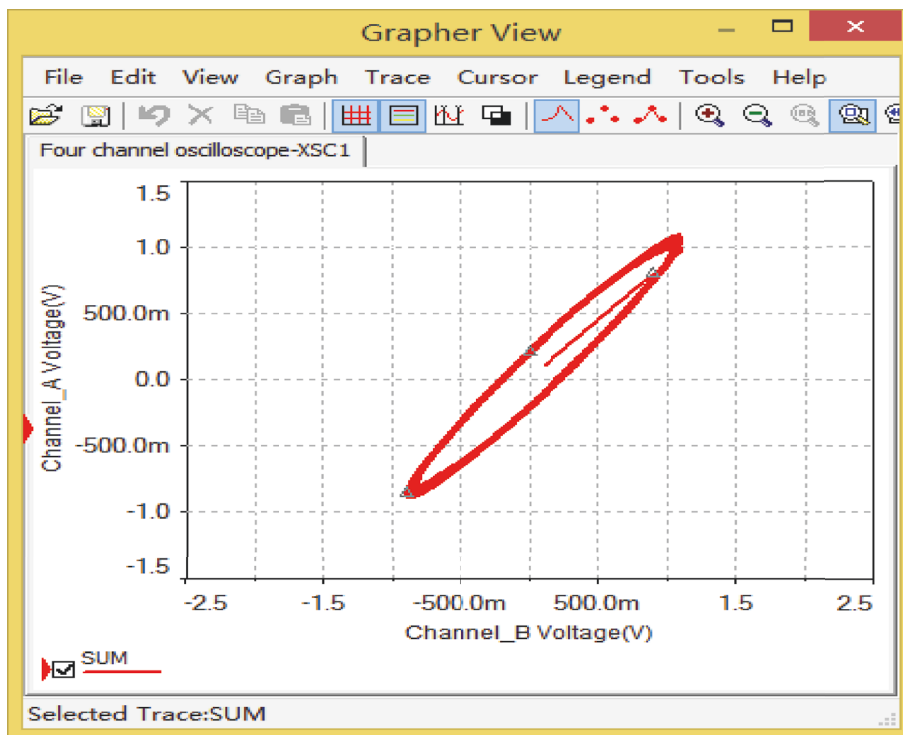 Grapher View
File Edit View Graph Trace Cursor Legend Tools Help
Four channel oscilloscope-XSC1
Channel_A Voltage(V)
1.5
1.0
500.0m
0.0
-500.0m
-1.0
-1.5
-2.5 -1.5 -500.0m 500.0m 1.5 2.5
Channel_B Voltage(V)
SUM
Selected Trace:SUM